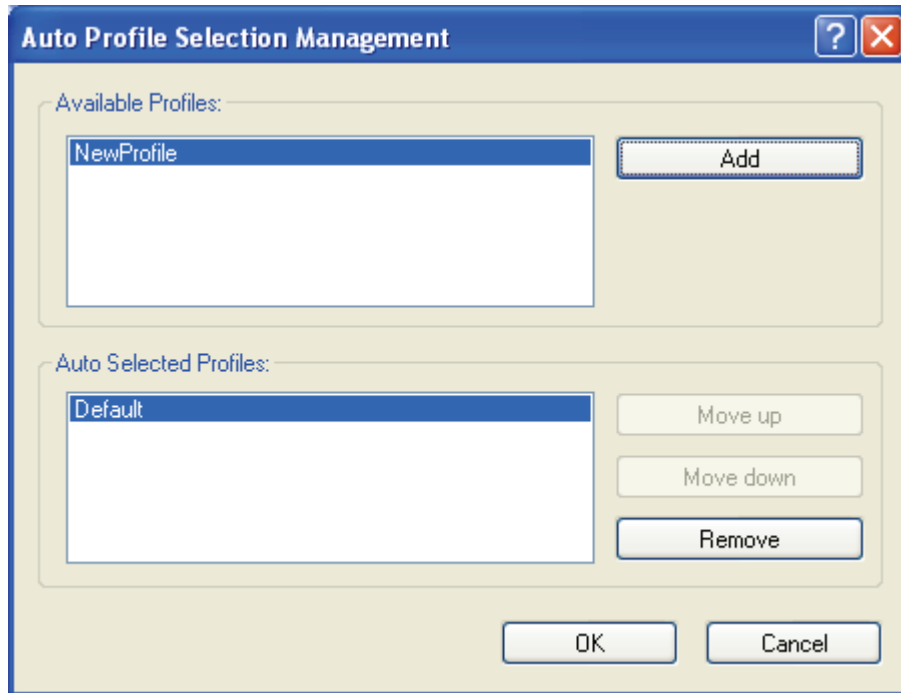 Auto Profile Selection Management
Available Profiles:
NewProfile
Add
Auto Selected Profiles:
Default
Move up
Move down
Remove
OK
Cancel